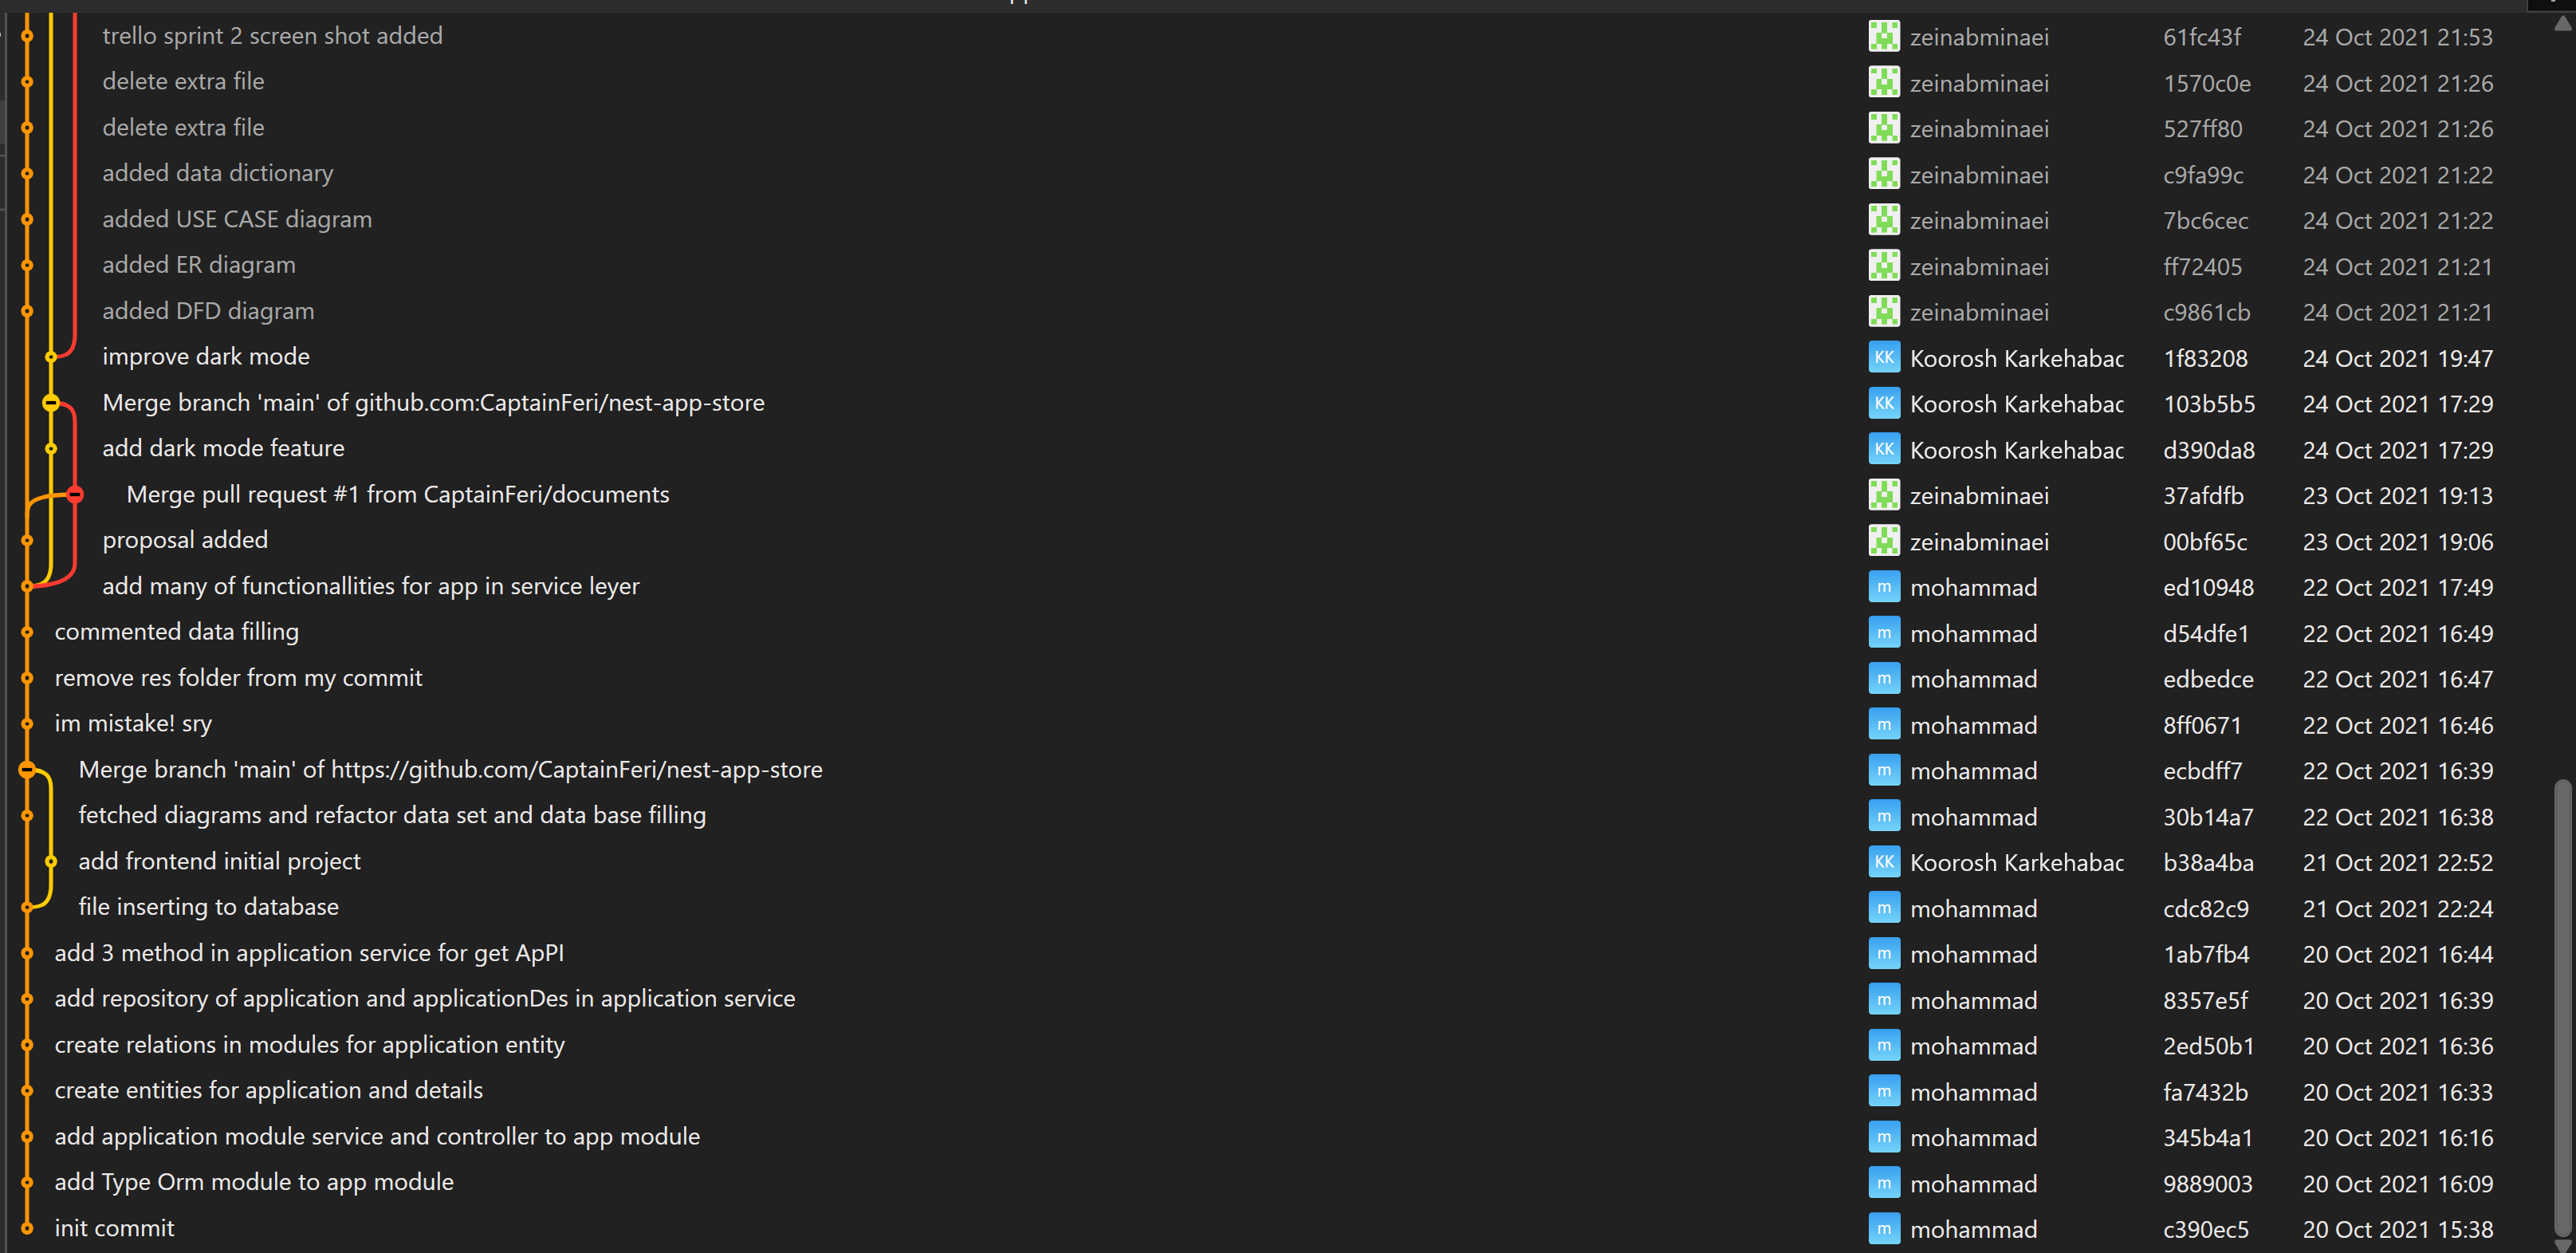 trello sprint 2 screen shot added zeinabminaei 61fc43f 24 Oct 2021 21:53
delete extra file zeinabminaei 1570c0e 24 Oct 2021 21:26
delete extra file zeinabminaei 527ff80 24 Oct 2021 21:26
added data dictionary zeinabminaei c9fa99c 24 Oct 2021 21:22
added USE CASE diagram zeinabminaei 7bc6cec 24 Oct 2021 21:22
added ER diagram zeinabminaei ff72405 24 Oct 2021 21:21
added DFD diagram zeinabminaei c9861cb 24 Oct 2021 21:21
improve dark mode KK Koorosh Karkehabac 1f83208 24 Oct 2021 19:47
Merge branch 'main' of github.com:CaptainFeri/nest-app-store KK Koorosh Karkehabac 103b5b5 24 Oct 2021 17:29
add dark mode feature KK Koorosh Karkehabac d390da8 24 Oct 2021 17:29
Merge pull request #1 from CaptainFeri/documents zeinabminaei 37afdfb 23 Oct 2021 19:13
proposal added zeinabminaei 00bf65c 23 Oct 2021 19:06
add many of functionallities for app in service leyer m mohammad ed10948 22 Oct 2021 17:49
commented data filling m mohammad d54dfe1 22 Oct 2021 16:49
remove res folder from my commit m mohammad edbedce 22 Oct 2021 16:47
im mistake! sry m mohammad 8ff0671 22 Oct 2021 16:46
Merge branch 'main' of https://github.com/CaptainFeri/nest-app-store m mohammad ecbdff7 22 Oct 2021 16:39
fetched diagrams and refactor data set and data base filling m mohammad 30b14a7 22 Oct 2021 16:38
add frontend initial project KK Koorosh Karkehabac b38a4ba 21 Oct 2021 22:52
file inserting to database m mohammad cdc82c9 21 Oct 2021 22:24
add 3 method in application service for get ApPI m mohammad 1ab7fb4 20 Oct 2021 16:44
add repository of application and applicationDes in application service m mohammad 8357e5f 20 Oct 2021 16:39
create relations in modules for application entity m mohammad 2ed50b1 20 Oct 2021 16:36
create entities for application and details m mohammad fa7432b 20 Oct 2021 16:33
add application module service and controller to app module m mohammad 345b4a1 20 Oct 2021 16:16
add Type Orm module to app module m mohammad 9889003 20 Oct 2021 16:09
init commit m mohammad c390ec5 20 Oct 2021 15:38